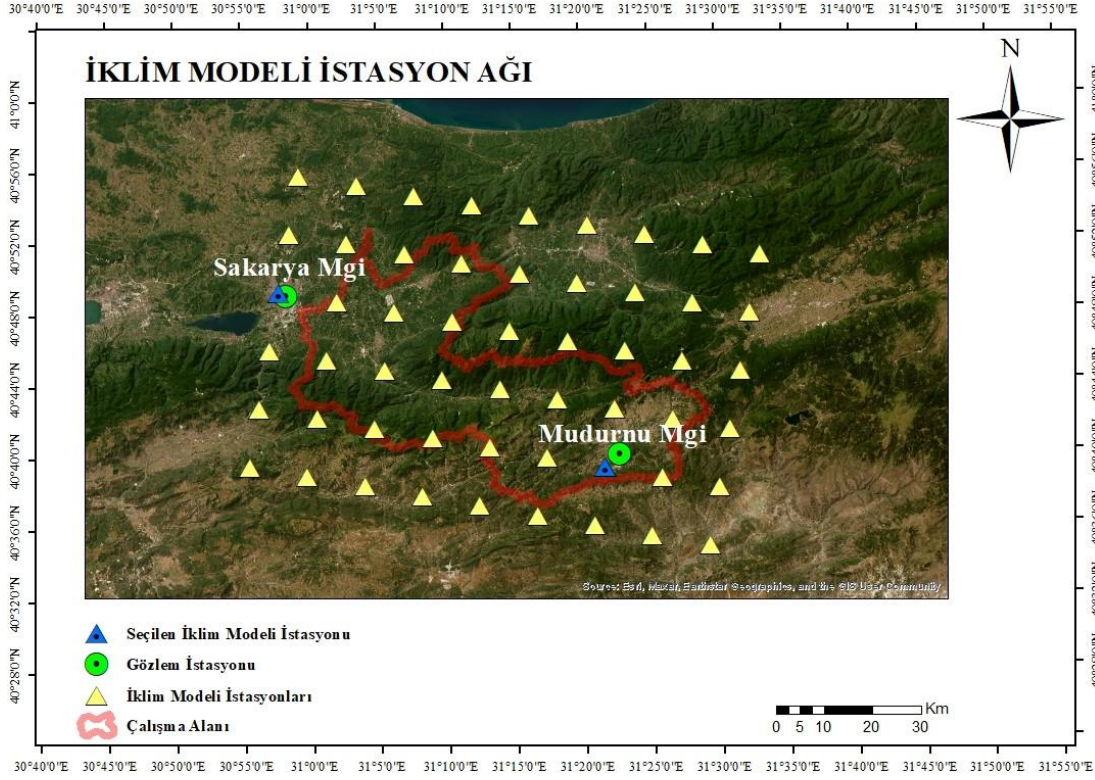 30°40'0"E 30°45'0"E 30°50'0"E 30°55'0"E 31°0'0"E 31°5'0"E 31°10'0"E 31°15'0"E 31°20'0"E 31°25'0"E 31°30'0"E 31°35'0"E 31°40'0"E 31°45'0"E 31°50'0"E 31°55'0"E
İKLİM MODELİ İSTASYON AĞI
N
41°0'0"N
40°56'0"N
40°52'0"N
40°48'0"N
40°44'0"N
40°40'0"N
40°36'0"N
40°32'0"N
40°28'0"N
Sakarya Mgi
Mudurnu Mgi
Source: Esri, Maxar, Earthstar Geographics, and the GIS User Community
Seçilen İklim Modeli İstasyonu
Gözlem İstasyonu
İklim Modeli İstasyonları
Çalışma Alanı
Km
0 5 10 20 30
30°40'0"E 30°45'0"E 30°50'0"E 30°55'0"E 31°0'0"E 31°5'0"E 31°10'0"E 31°15'0"E 31°20'0"E 31°25'0"E 31°30'0"E 31°35'0"E 31°40'0"E 31°45'0"E 31°50'0"E